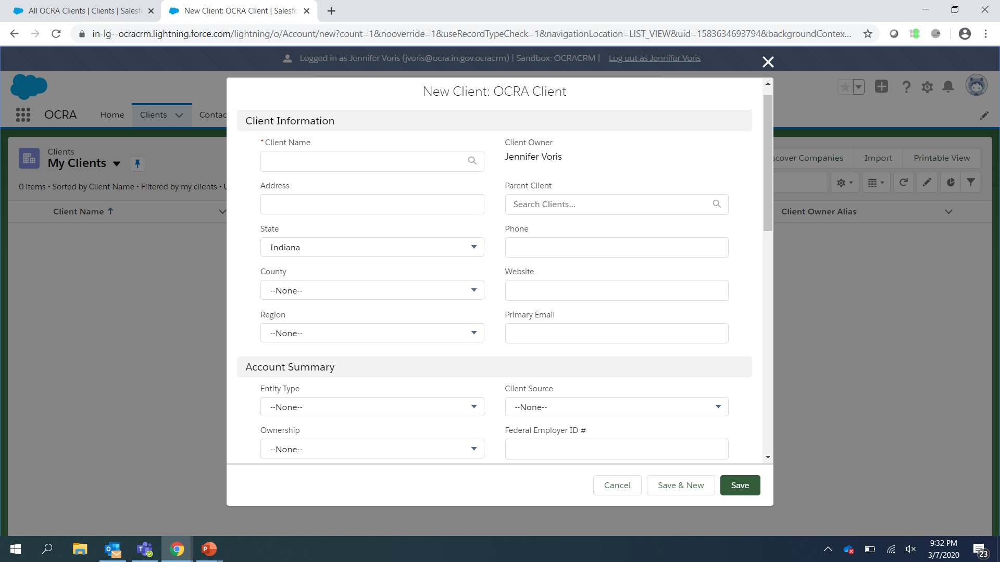 All OCRA Clients | Clients | Salesfo
New Client: OCRA Client | Salesfo
in-lg--ocracrm.lightning.force.com/lightning/o/Account/new?count=1&nooverride=1&useRecordTypeCheck=1&navigationLocation=LIST_VIEW&uid=1583634693794&backgroundContex...
Logged in as Jennifer Voris (jvoris@ocra.in.gov.ocracrm) | Sandbox: OCRACRM | Log out as Jennifer Voris
OCRA Home Clients Contac
Clients
My Clients
scover Companies Import Printable View
0 items • Sorted by Client Name • Filtered by my clients • U
Client Name
Client Owner Alias
New Client: OCRA Client
Client Information
* Client Name
Client Owner
Jennifer Voris
Address
Parent Client
Search Clients...
State
Indiana
Phone
County
--None--
Website
Region
--None--
Primary Email
Account Summary
Entity Type
--None--
Client Source
--None--
Ownership
--None--
Federal Employer ID #
Cancel Save & New Save
9:32 PM
3/7/2020
23